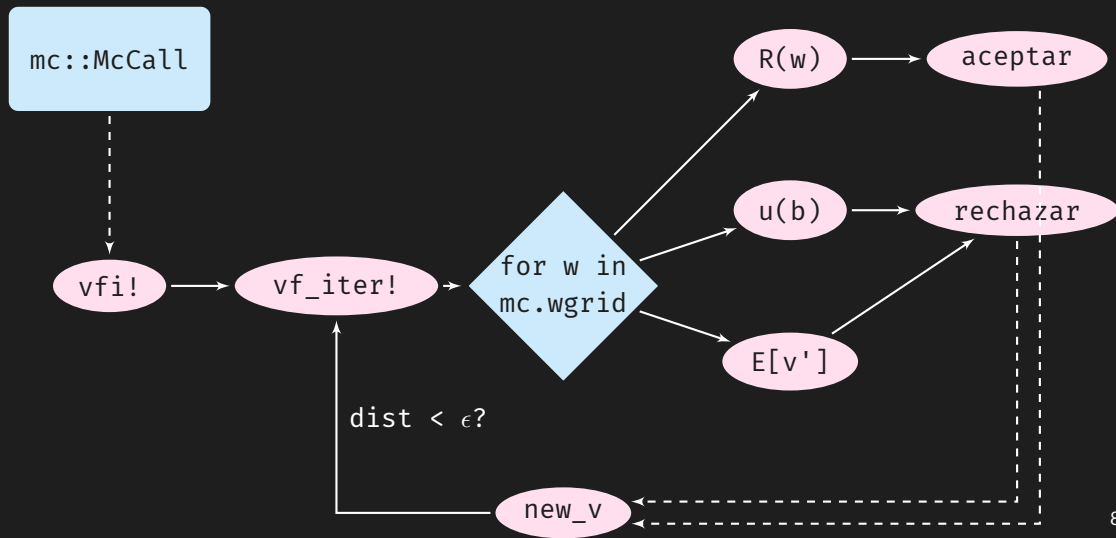 mc::McCall
R(w)
aceptar
u(b)
rechazar
vfi!
vf_iter!
for w in
mc.wgrid
E[v']
dist < ϵ?
new_v
8